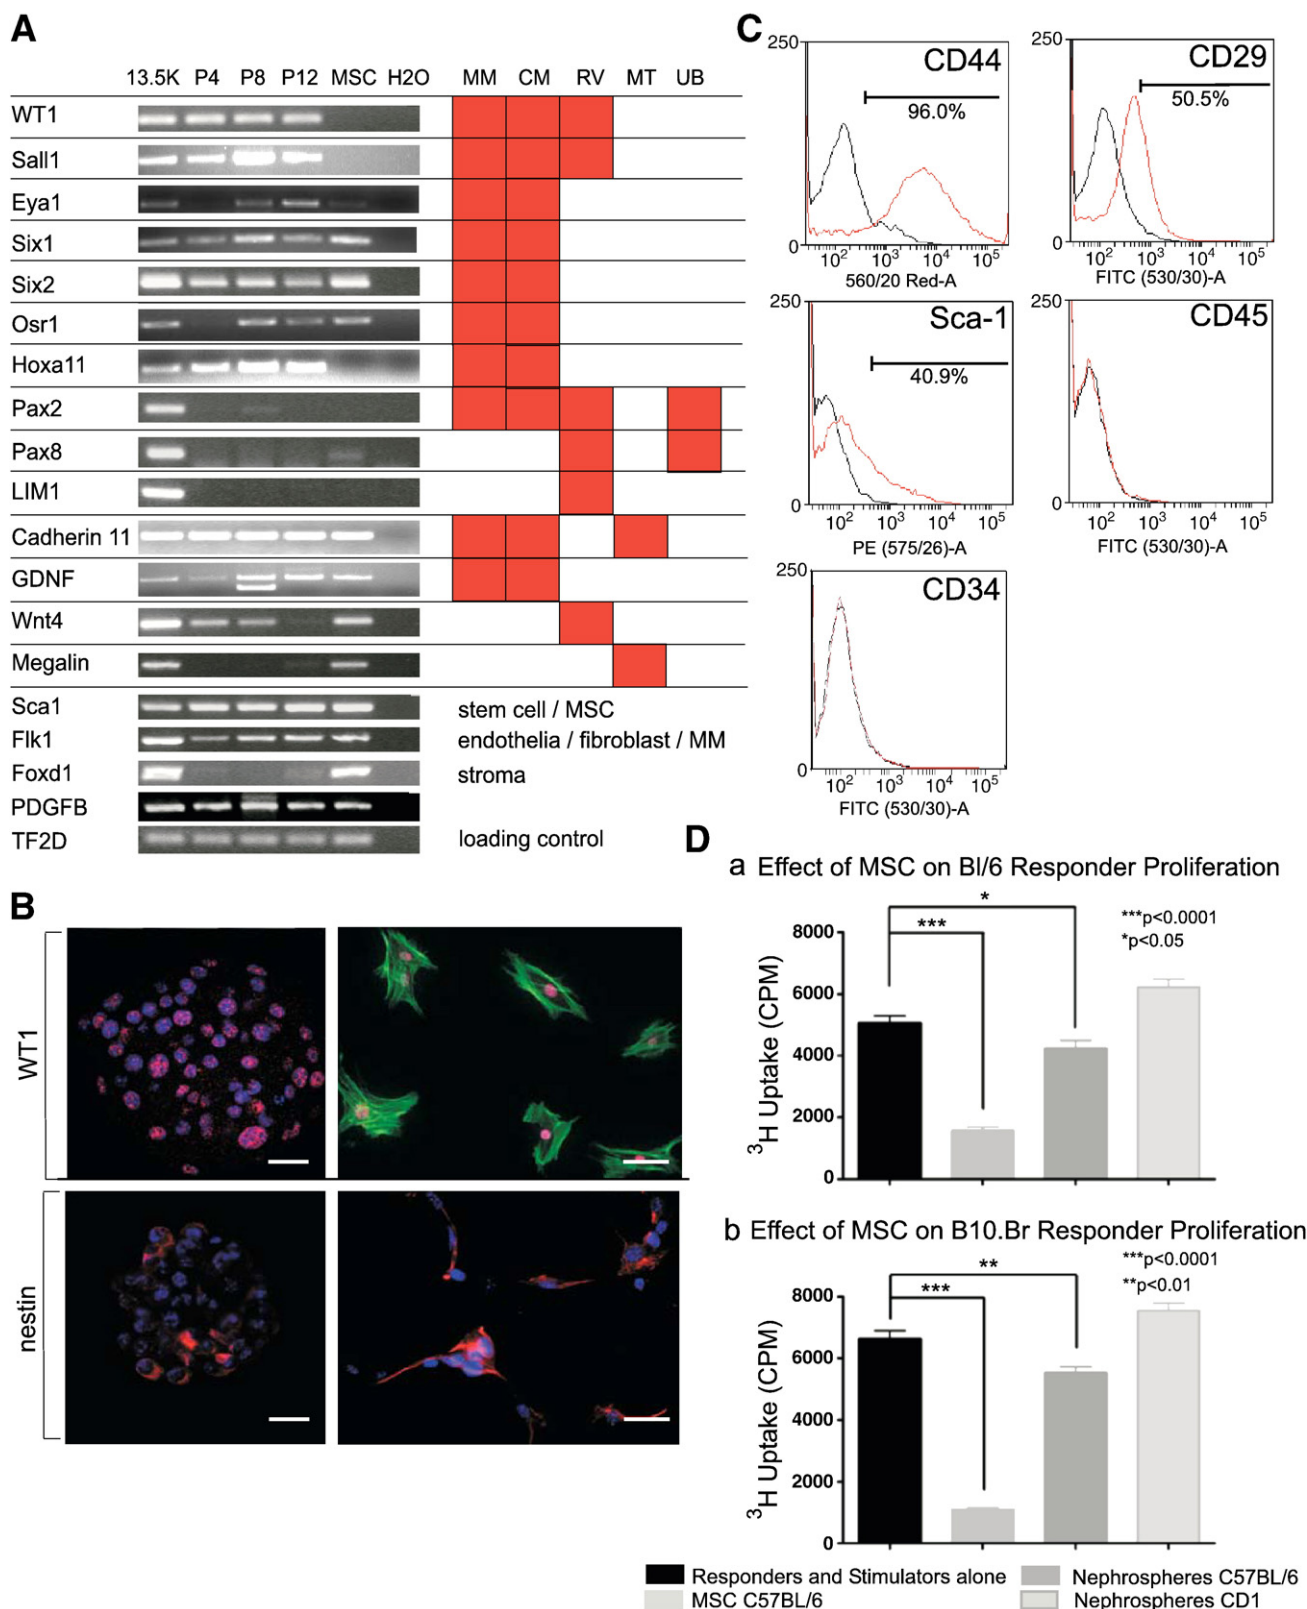 A
13.5K P4 P8 P12 MSC H2O MM CM RV MT UB
WT1
Sall1
Eya1
Six1
Six2
Osr1
Hoxa11
Pax2
Pax8
LIM1
Cadherin 11
GDNF
Wnt4
Megalin
Sca1 stem cell / MSC
Flk1 endothelia / fibroblast / MM
Foxd1 stroma
PDGFB
TF2D loading control
B
WT1
nestin
C
250
CD44
96.0%
0
10² 10³ 10⁴ 10⁵
560/20 Red-A
250
CD29
50.5%
0
10² 10³ 10⁴ 10⁵
FITC (530/30)-A
250
Sca-1
40.9%
0
10² 10³ 10⁴ 10⁵
PE (575/26)-A
250
CD45
0
10² 10³ 10⁴ 10⁵
FITC (530/30)-A
250
CD34
0
10² 10³ 10⁴ 10⁵
FITC (530/30)-A
D
a Effect of MSC on Bl/6 Responder Proliferation
*
***
***p<0.0001
*p<0.05
³H Uptake (CPM)
8000
6000
4000
2000
0
b Effect of MSC on B10.Br Responder Proliferation
**
***
***p<0.0001
**p<0.01
³H Uptake (CPM)
8000
6000
4000
2000
0
Responders and Stimulators alone
MSC C57BL/6
Nephrospheres C57BL/6
Nephrospheres CD1